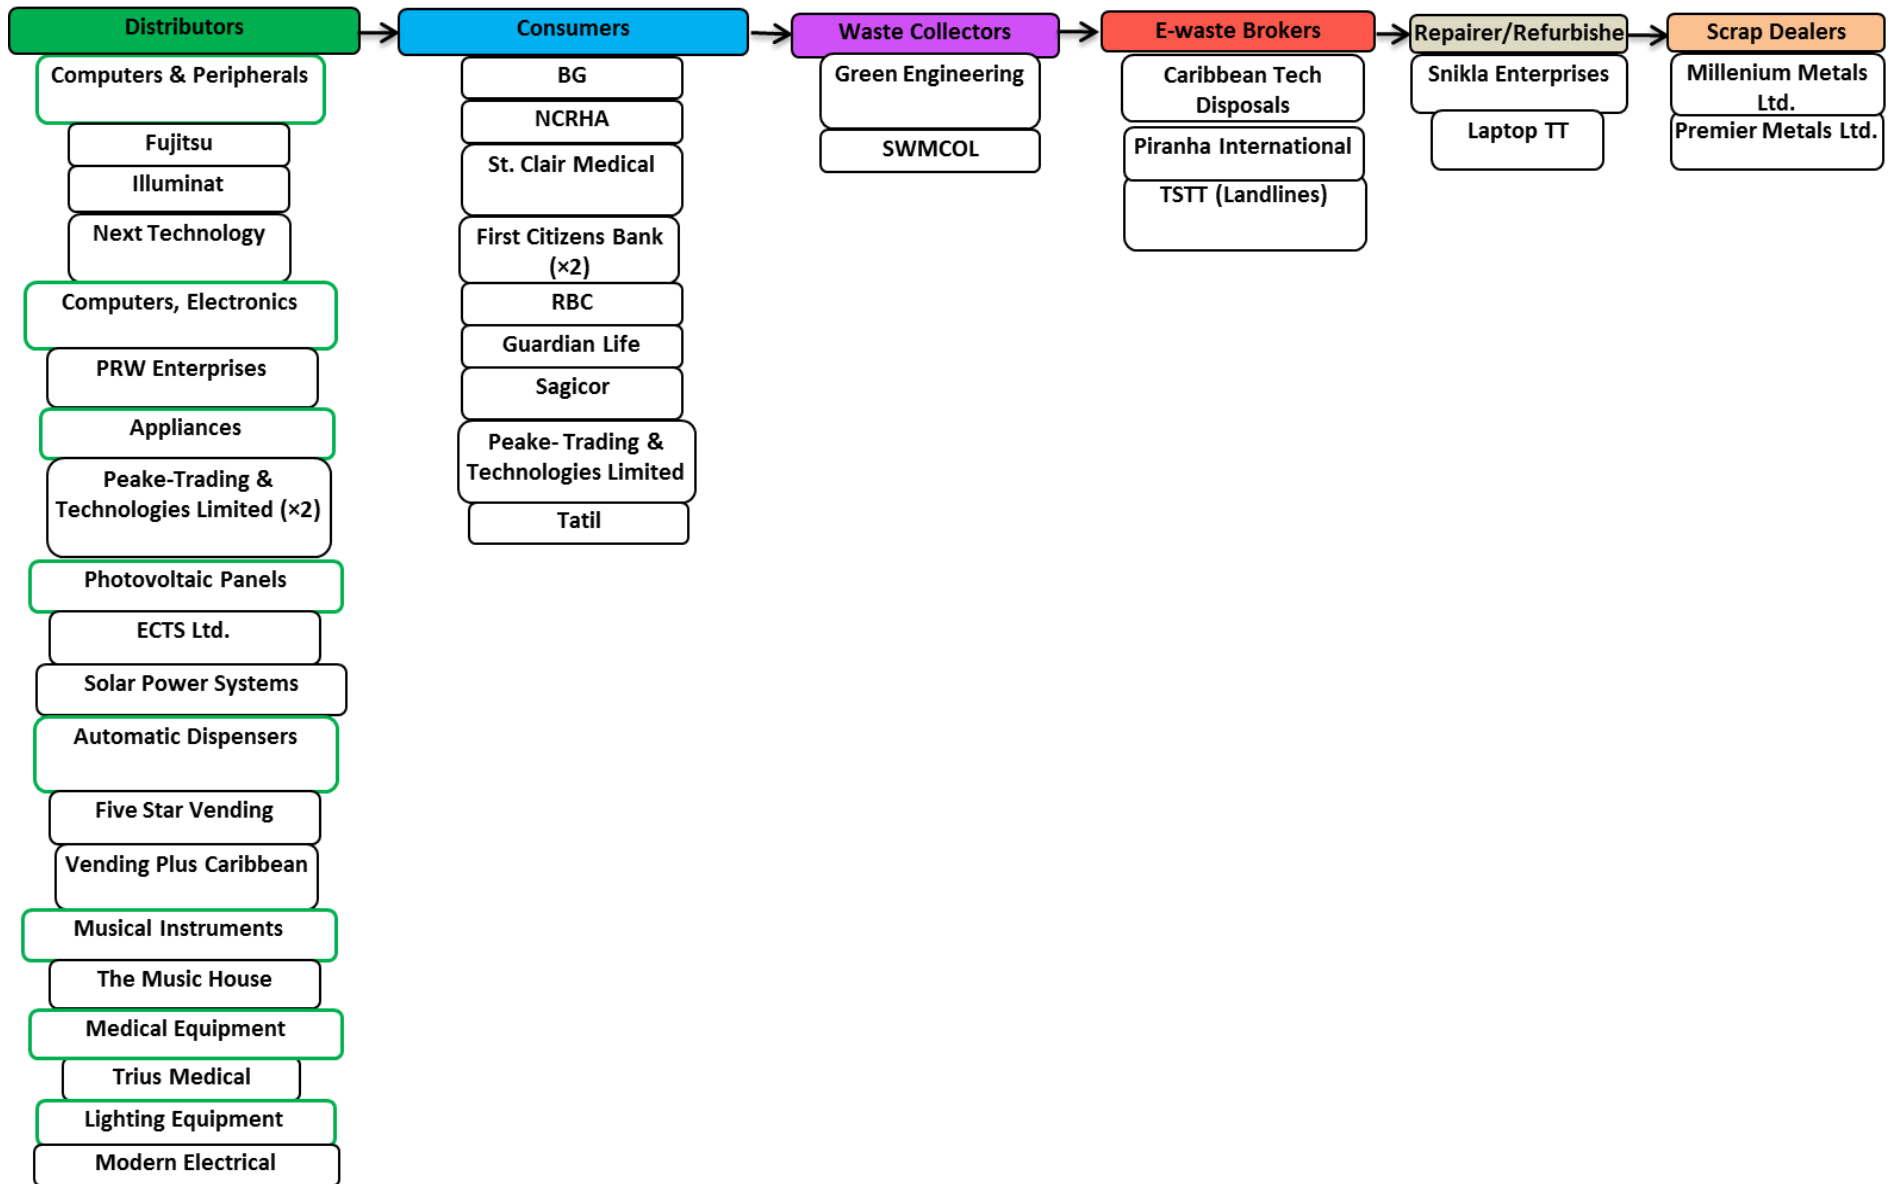 Distributors
Computers & Peripherals
Fujitsu
Illuminat
Next Technology
Computers, Electronics
PRW Enterprises
Appliances
Peake-Trading &
Technologies Limited (×2)
Photovoltaic Panels
ECTS Ltd.
Solar Power Systems
Automatic Dispensers
Five Star Vending
Vending Plus Caribbean
Musical Instruments
The Music House
Medical Equipment
Trius Medical
Lighting Equipment
Modern Electrical
Consumers
BG
NCRHA
St. Clair Medical
First Citizens Bank
(×2)
RBC
Guardian Life
Sagicor
Peake- Trading &
Technologies Limited
Tatil
Waste Collectors
Green Engineering
SWMCOL
E-waste Brokers
Caribbean Tech
Disposals
Piranha International
TSTT (Landlines)
Repairer/Refurbishe
Snikla Enterprises
Laptop TT
Scrap Dealers
Millenium Metals
Ltd.
Premier Metals Ltd.